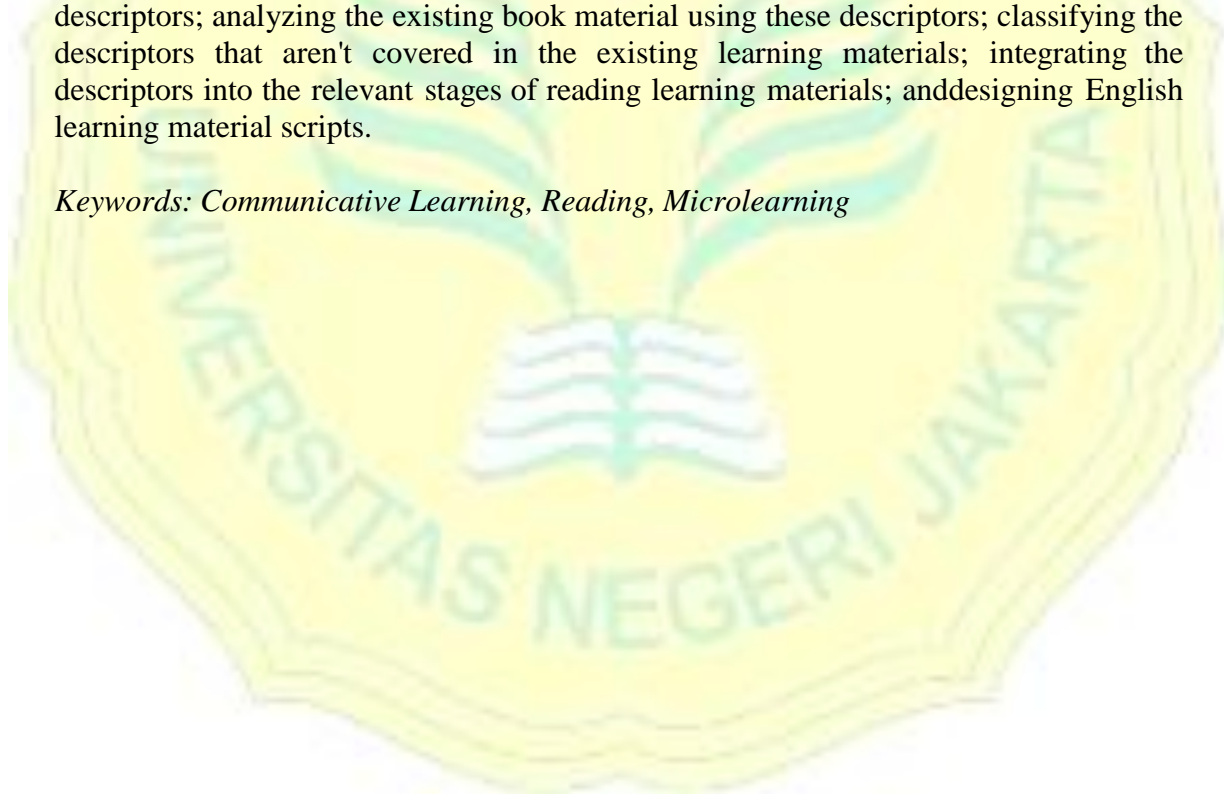 descriptors; analyzing the existing book material using these descriptors; classifying the
descriptors that aren't covered in the existing learning materials; integrating the
descriptors into the relevant stages of reading learning materials; anddesigning English
learning material scripts.
Keywords: Communicative Learning, Reading, Microlearning
UNIVERSITAS NEGERI JAKARTA